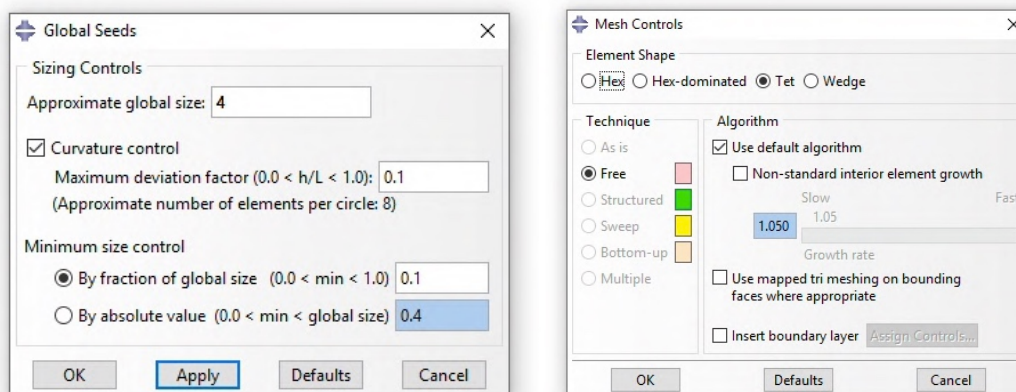 Global Seeds
Sizing Controls
Approximate global size: 4
Curvature control
Maximum deviation factor (0.0 < h/L < 1.0): 0.1
(Approximate number of elements per circle: 8)
Minimum size control
By fraction of global size (0.0 < min < 1.0) 0.1
By absolute value (0.0 < min < global size) 0.4
OK Apply Defaults Cancel
Mesh Controls
Element Shape
Hex Hex-dominated Tet Wedge
Technique
As is
Free
Structured
Sweep
Bottom-up
Multiple
Algorithm
Use default algorithm
Non-standard interior element growth
Slow Fast
1.050 1.05
Growth rate
Use mapped tri meshing on bounding
faces where appropriate
Insert boundary layer Assign Controls...
OK Defaults Cancel